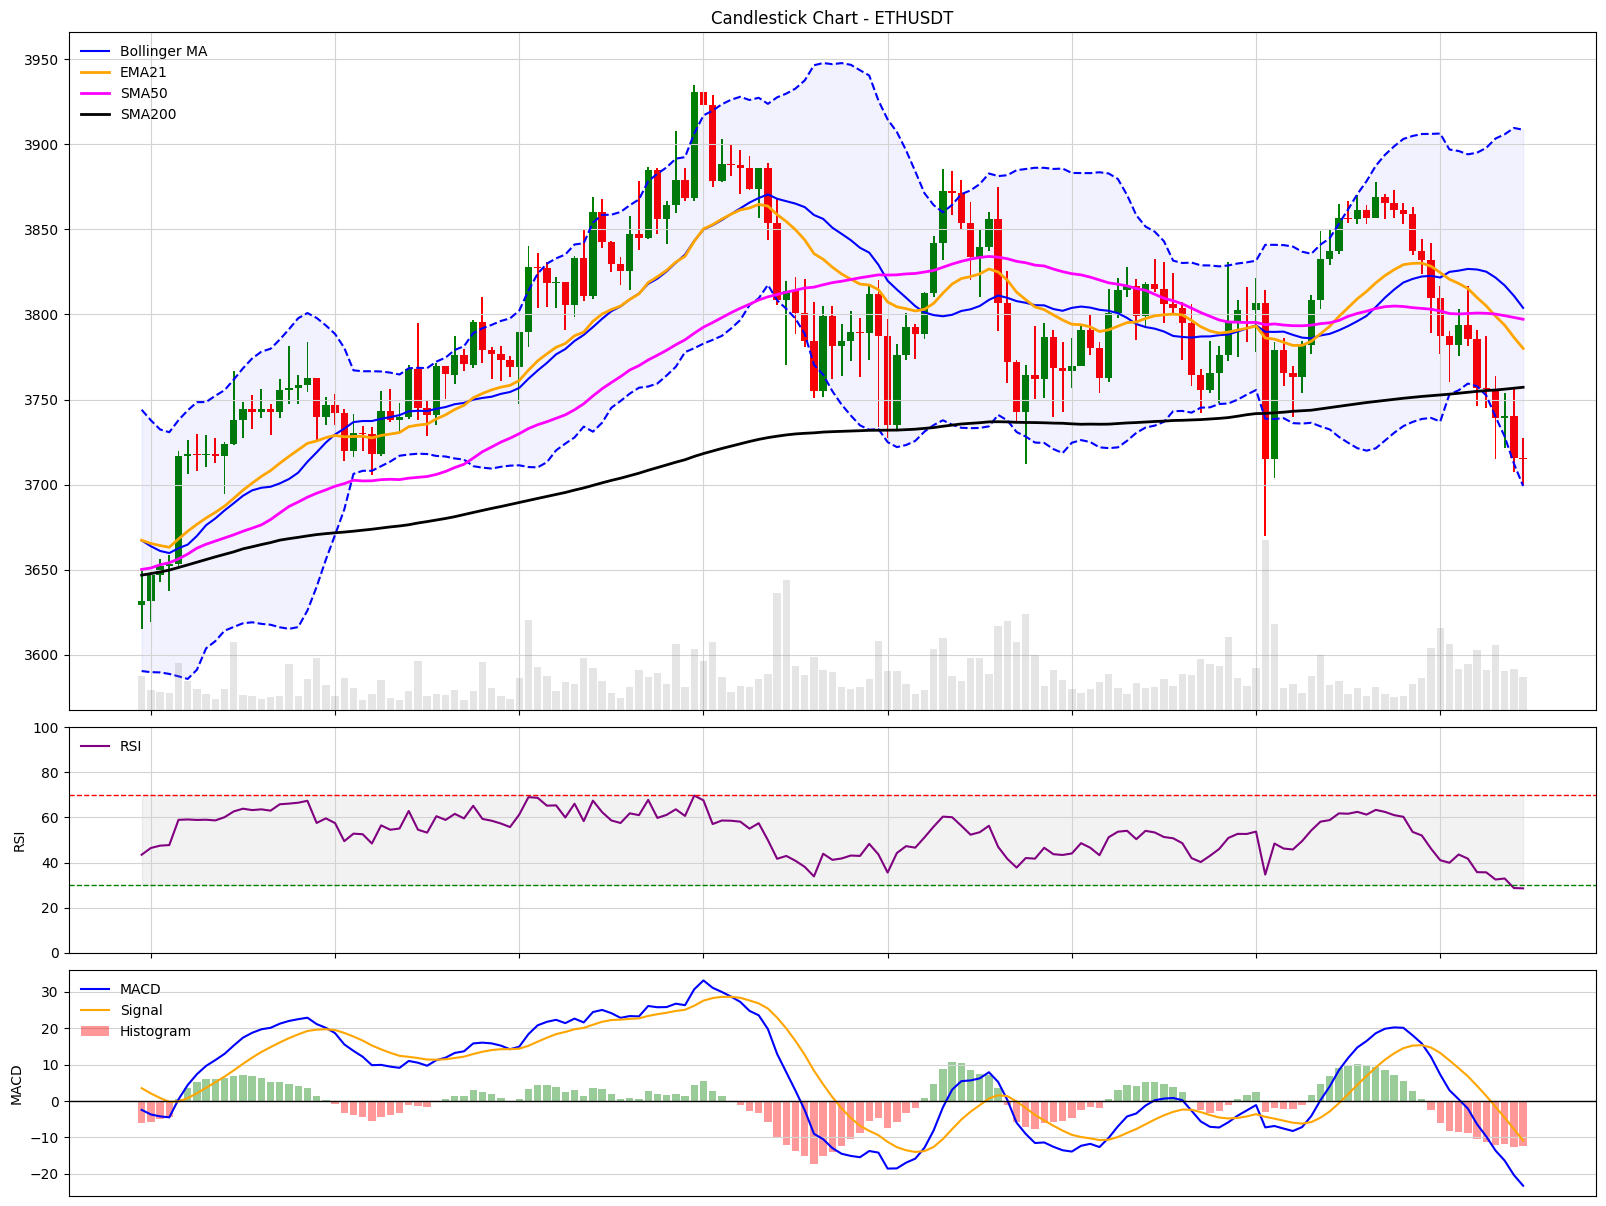 Candlestick Chart - ETHUSDT
Bollinger MA
EMA21
SMA50
SMA200
3950
3900
3850
3800
3750
3700
3650
3600
RSI
100
80
60
40
20
0
RSI
MACD
Signal
Histogram
30
20
10
0
−10
−20
MACD